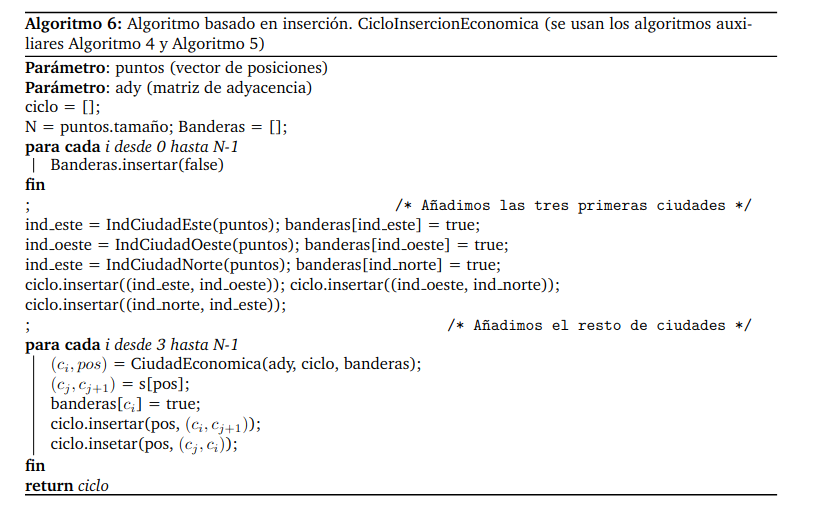 Algoritmo 6: Algoritmo basado en inserción. CicloInsercionEconomica (se usan los algoritmos auxi-
liares Algoritmo 4 y Algoritmo 5)
Parámetro: puntos (vector de posiciones)
Parámetro: ady (matriz de adyacencia)
ciclo = [];
N = puntos.tamaño; Banderas = [];
para cada i desde 0 hasta N-1
Banderas.insertar(false)
fin
; /* Añadimos las tres primeras ciudades */
ind_este = IndCiudadEste(puntos); banderas[ind_este] = true;
ind_oeste = IndCiudadOeste(puntos); banderas[ind_oeste] = true;
ind_este = IndCiudadNorte(puntos); banderas[ind_norte] = true;
ciclo.insertar((ind_este, ind_oeste)); ciclo.insertar((ind_oeste, ind_norte));
ciclo.insertar((ind_norte, ind_este));
; /* Añadimos el resto de ciudades */
para cada i desde 3 hasta N-1
(c_i, pos) = CiudadEconomica(ady, ciclo, banderas);
(c_j, c_{j+1}) = s[pos];
banderas[c_i] = true;
ciclo.insertar(pos, (c_i, c_{j+1}));
ciclo.insetar(pos, (c_j, c_i));
fin
return ciclo